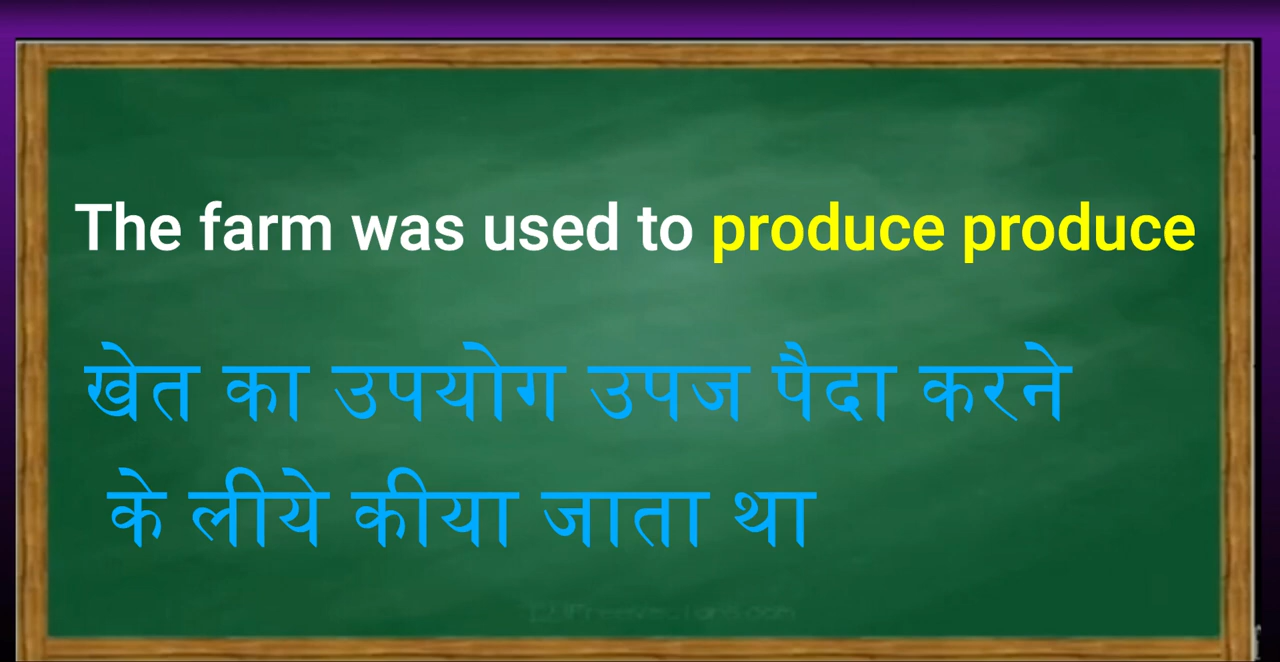 The farm was used to produce produce
खेत का उपयोग उपज पैदा करने
के लीये कीया जाता था